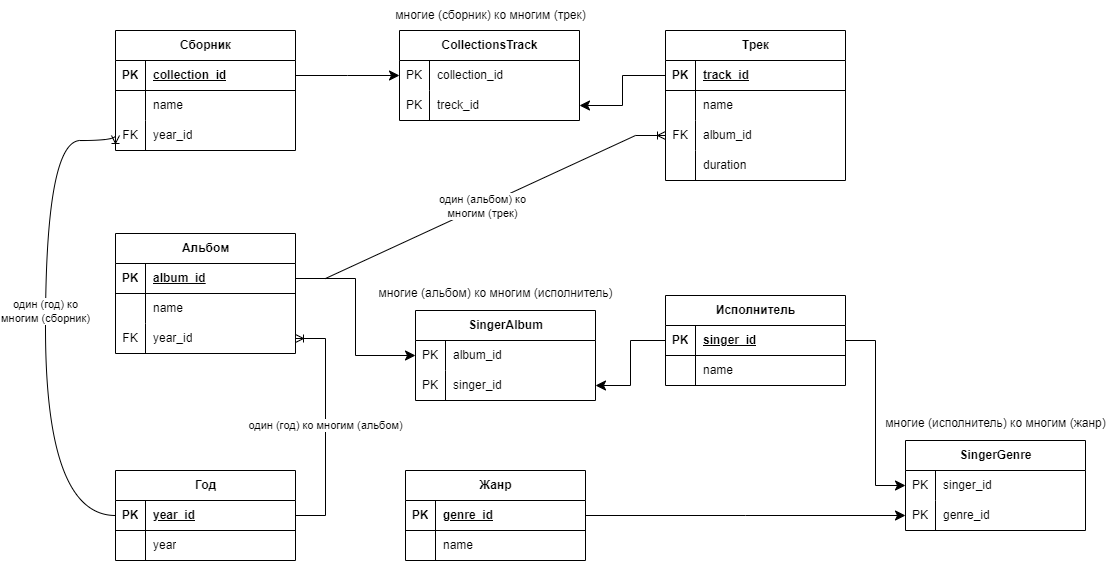 многие (сборник) ко многим (трек)
Сборник
PK collection_id
name
FK year_id
CollectionsTrack
PK collection_id
PK treck_id
Трек
PK track_id
name
FK album_id
duration
один (альбом) ко
многим (трек)
Альбом
PK album_id
name
FK year_id
один (год) ко
многим (сборник)
многие (альбом) ко многим (исполнитель)
SingerAlbum
PK album_id
PK singer_id
Исполнитель
PK singer_id
name
один (год) ко многим (альбом)
многие (исполнитель) ко многим (жанр)
SingerGenre
PK singer_id
PK genre_id
Год
PK year_id
year
Жанр
PK genre_id
name